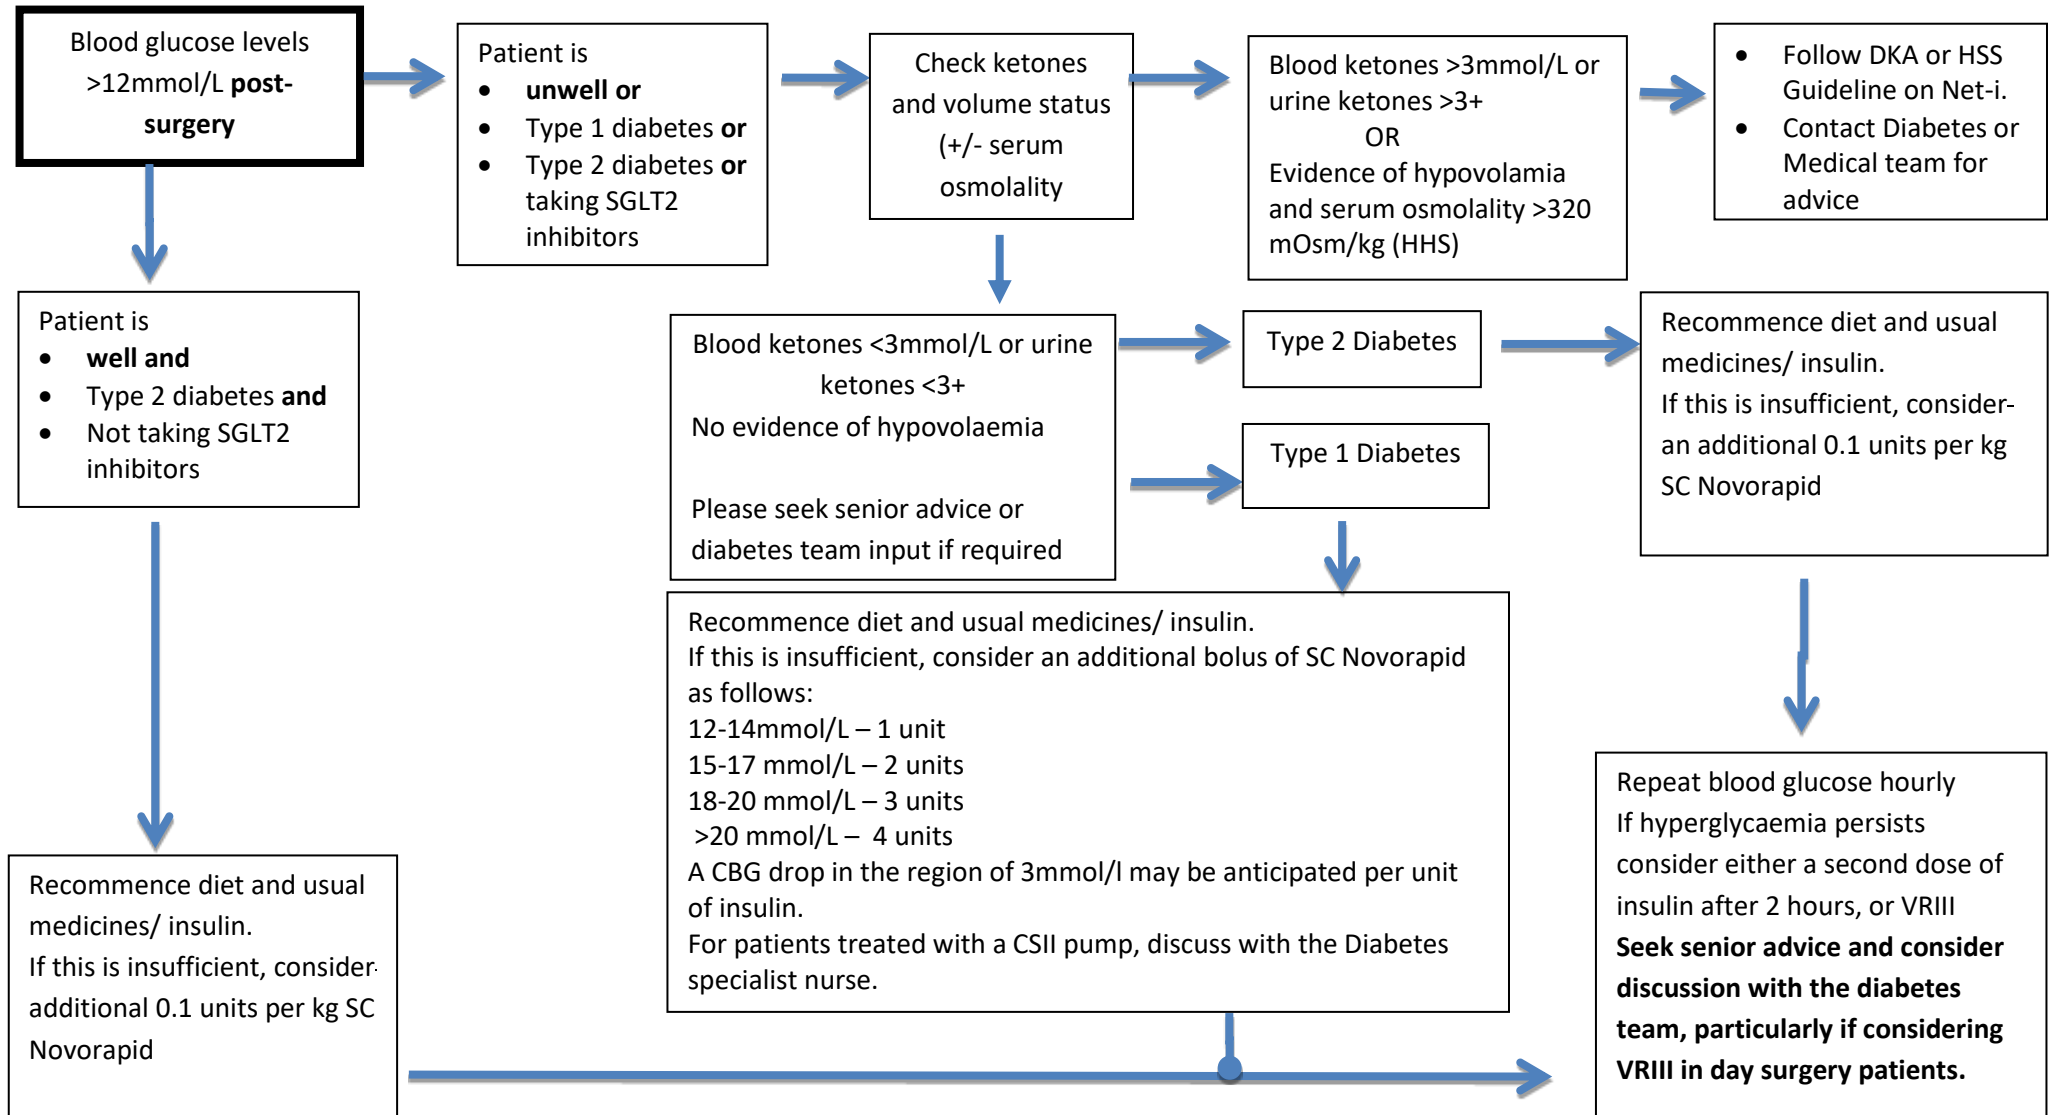 Blood glucose levels
>12mmol/L post-
surgery
Patient is
• unwell or
• Type 1 diabetes or
• Type 2 diabetes or
taking SGLT2
inhibitors
Check ketones
and volume status
(+/- serum
osmolality
Blood ketones >3mmol/L or
urine ketones >3+
OR
Evidence of hypovolamia
and serum osmolality >320
mOsm/kg (HHS)
• Follow DKA or HSS
Guideline on Net-i.
• Contact Diabetes or
Medical team for
advice
Patient is
• well and
• Type 2 diabetes and
• Not taking SGLT2
inhibitors
Blood ketones <3mmol/L or urine
ketones <3+
No evidence of hypovolaemia
Please seek senior advice or
diabetes team input if required
Type 2 Diabetes
Type 1 Diabetes
Recommence diet and usual
medicines/ insulin.
If this is insufficient, consider-
an additional 0.1 units per kg
SC Novorapid
Recommence diet and usual medicines/ insulin.
If this is insufficient, consider an additional bolus of SC Novorapid
as follows:
12-14mmol/L – 1 unit
15-17 mmol/L – 2 units
18-20 mmol/L – 3 units
>20 mmol/L – 4 units
A CBG drop in the region of 3mmol/l may be anticipated per unit
of insulin.
For patients treated with a CSII pump, discuss with the Diabetes
specialist nurse.
Recommence diet and usual
medicines/ insulin.
If this is insufficient, consider-
additional 0.1 units per kg SC
Novorapid
Repeat blood glucose hourly
If hyperglycaemia persists
consider either a second dose of
insulin after 2 hours, or VRIII
Seek senior advice and consider
discussion with the diabetes
team, particularly if considering
VRIII in day surgery patients.